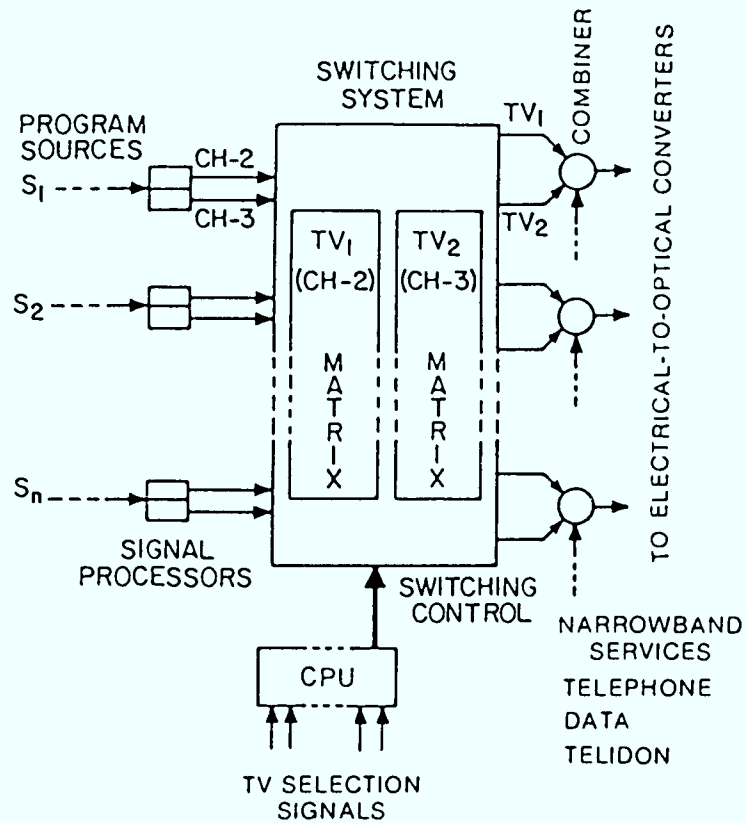 SWITCHING
SYSTEM
COMBINER
PROGRAM
SOURCES
TV1
CH-2
S1
CH-3
TV2
TV1
(CH-2)
TV2
(CH-3)
S2
MATRIX
MATRIX
Sn
SIGNAL
PROCESSORS
SWITCHING
CONTROL
TO ELECTRICAL-TO-OPTICAL CONVERTERS
CPU
NARROWBAND
SERVICES
TELEPHONE
DATA
TELIDON
TV SELECTION
SIGNALS